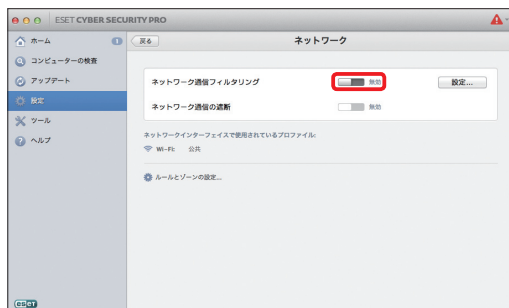 ESET CYBER SECURITY PRO
ホーム
コンピューターの検査
アップデート
設定
ツール
ヘルプ
戻る
ネットワーク
ネットワーク通信フィルタリング 無効 設定...
ネットワーク通信の遮断 無効
ネットワークインターフェイスで使用されているプロファイル:
Wi-Fi: 公共
ルールとゾーンの設定...
eset